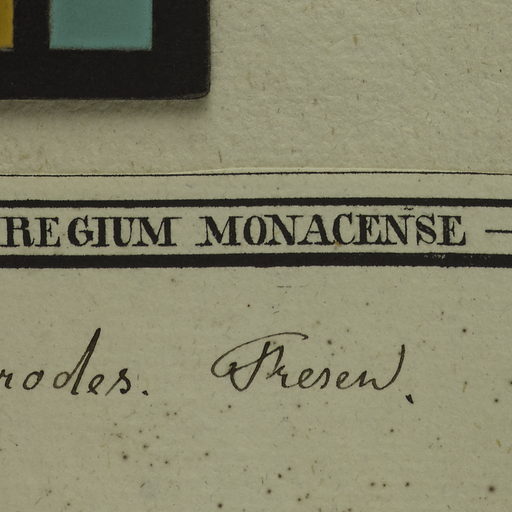 REGIUM MONACENSE —
rodes. Fresen.